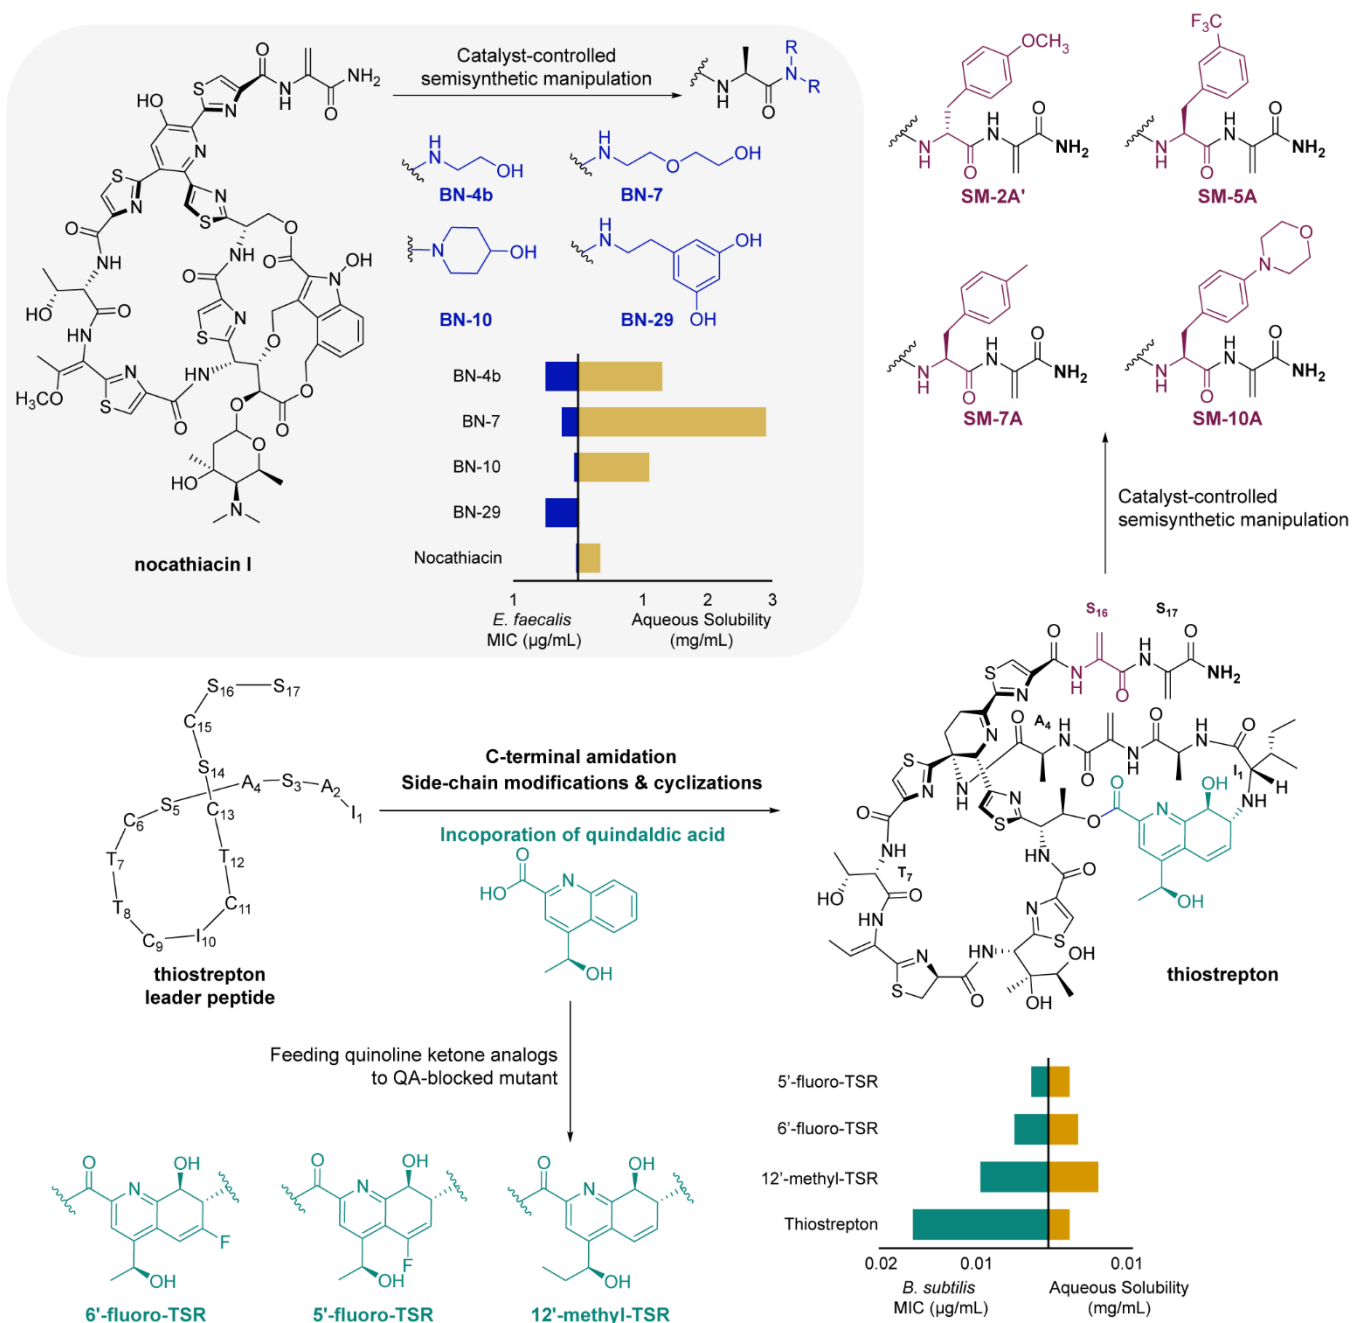 Catalyst-controlled
semisynthetic manipulation
BN-4b
BN-7
BN-10
BN-29
nocathiacin I
BN-4b
BN-7
BN-10
BN-29
Nocathiacin
1 1 2 3
E. faecalis
MIC (µg/mL)
Aqueous Solubility
(mg/mL)
SM-2A'
SM-5A
SM-7A
SM-10A
Catalyst-controlled
semisynthetic manipulation
S16 S17
A4
I1
T7
thiostrepton
S16 S17
C15
S14
A4 S3 A2 I1
S5
C6
C13
T7
T12
T8
C11
C9 I10
thiostrepton
leader peptide
C-terminal amidation
Side-chain modifications & cyclizations
Incoporation of quindaldic acid
Feeding quinoline ketone analogs
to QA-blocked mutant
6'-fluoro-TSR
5'-fluoro-TSR
12'-methyl-TSR
5'-fluoro-TSR
6'-fluoro-TSR
12'-methyl-TSR
Thiostrepton
0.02 0.01 0.01
B. subtilis
MIC (µg/mL)
Aqueous Solubility
(mg/mL)